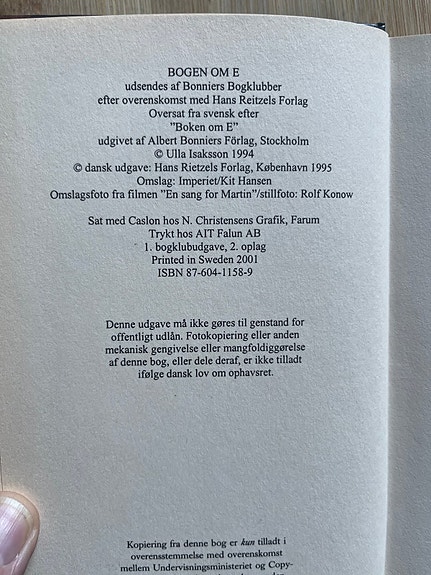 BOGEN OM E
udsendes af Bonniers Bogklubber
efter overenskomst med Hans Reitzels Forlag
Oversat fra svensk efter
"Boken om E"
udgivet af Albert Bonniers Förlag, Stockholm
© Ulla Isaksson 1994
© dansk udgave: Hans Rietzels Forlag, København 1995
Omslag: Imperiet/Kit Hansen
Omslagsfoto fra filmen "En sang for Martin"/stillfoto: Rolf Konow
Sat med Caslon hos N. Christensens Grafik, Farum
Trykt hos AIT Falun AB
1. bogklubudgave, 2. oplag
Printed in Sweden 2001
ISBN 87-604-1158-9
Denne udgave må ikke gøres til genstand for
offentligt udlån. Fotokopiering eller anden
mekanisk gengivelse eller mangfoldiggørelse
af denne bog, eller dele deraf, er ikke tilladt
ifølge dansk lov om ophavsret.
Kopiering fra denne bog er kun tilladt i
overensstemmelse med overenskomst
mellem Undervisningsministeriet og Copy-